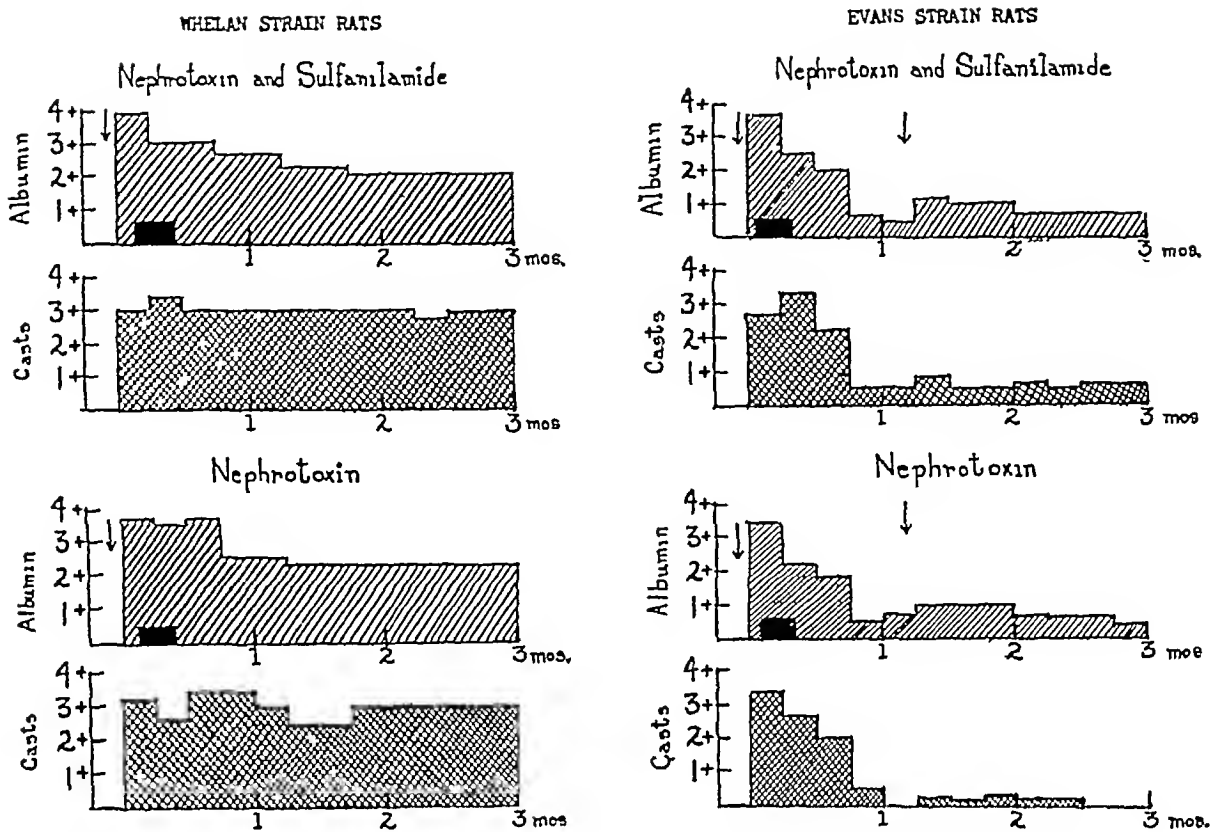 WHELAN STRAIN RATS
Nephrotoxin and Sulfanilamide
Albumin
4+
3+
2+
1+
1 2 3 mos.
Casts
4+
3+
2+
1+
1 2 3 mos
Nephrotoxin
Albumin
4+
3+
2+
1+
1 2 3 mos.
Casts
4+
3+
2+
1+
1 2 3 mos
EVANS STRAIN RATS
Nephrotoxin and Sulfanilamide
Albumin
4+
3+
2+
1+
1 2 3 mos.
Casts
4+
3+
2+
1+
1 2 3 mos
Nephrotoxin
Albumin
4+
3+
2+
1+
1 2 3 mos
Casts
4+
3+
2+
1+
1 2 3 mos.